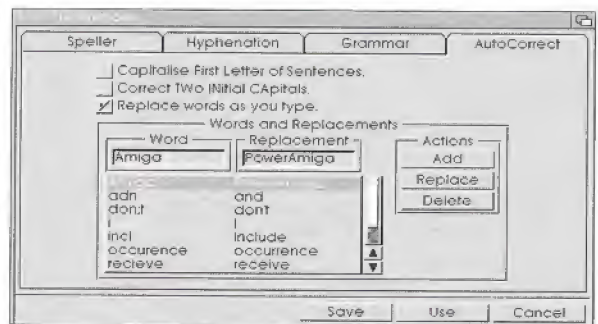 Speller Hyphenation Grammar AutoCorrect
Capitalise First Letter of Sentences.
Correct TWo INitial CApitals.
Replace words as you type.
Words and Replacements
Word Replacement Actions
Amiga PowerAmiga Add
Replace
adn and Delete
don;t don't
i I
incl include
occurence occurrence
recieve receive
Save Use Cancel